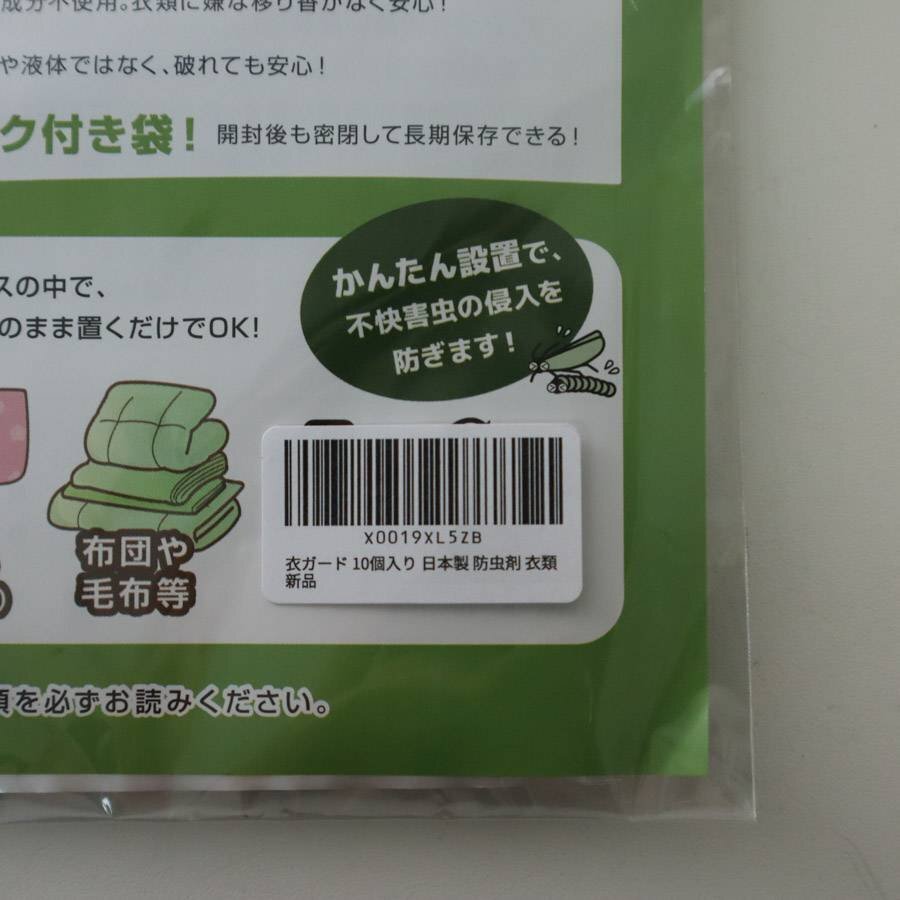 成分不使用。衣類に嫌な移り香がなく安心！
や液体ではなく、破れても安心！
ク付き袋！ 開封後も密閉して長期保存できる！
かんたん設置で、
不快害虫の侵入を
防ぎます！
スの中で、
のまま置くだけでOK!
布団や
毛布等
X0019XL5ZB
衣ガード 10個入り 日本製 防虫剤 衣類
新品
項を必ずお読みください。